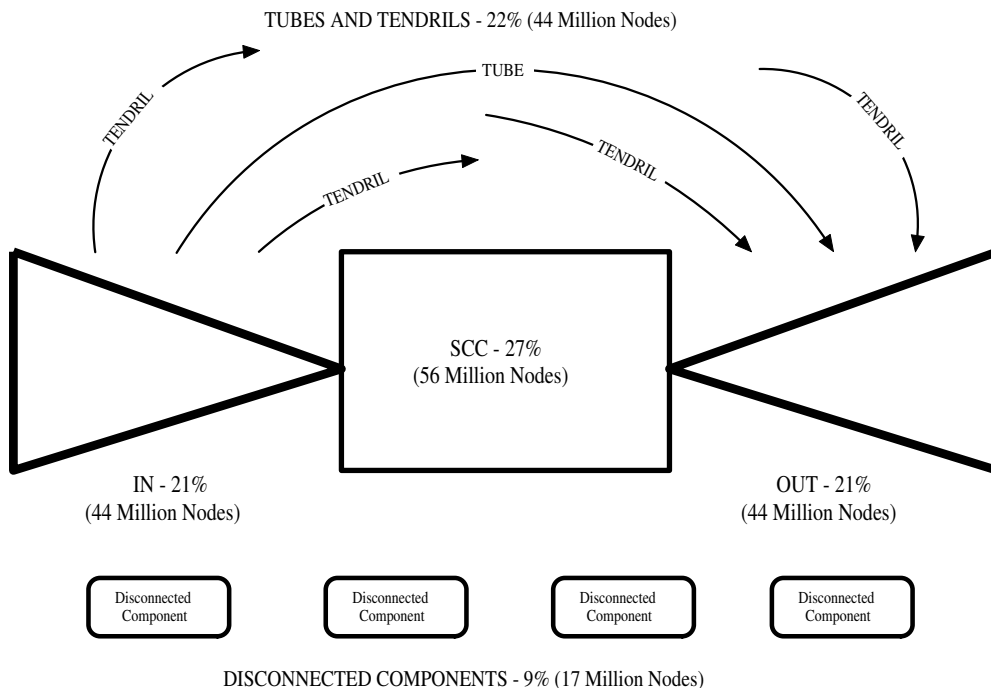 TUBES AND TENDRILS - 22% (44 Million Nodes)
TENDRIL
TUBE
TENDRIL
TENDRIL
TENDRIL
SCC - 27%
(56 Million Nodes)
IN - 21%
(44 Million Nodes)
OUT - 21%
(44 Million Nodes)
Disconnected
Component
Disconnected
Component
Disconnected
Component
Disconnected
Component
DISCONNECTED COMPONENTS - 9% (17 Million Nodes)